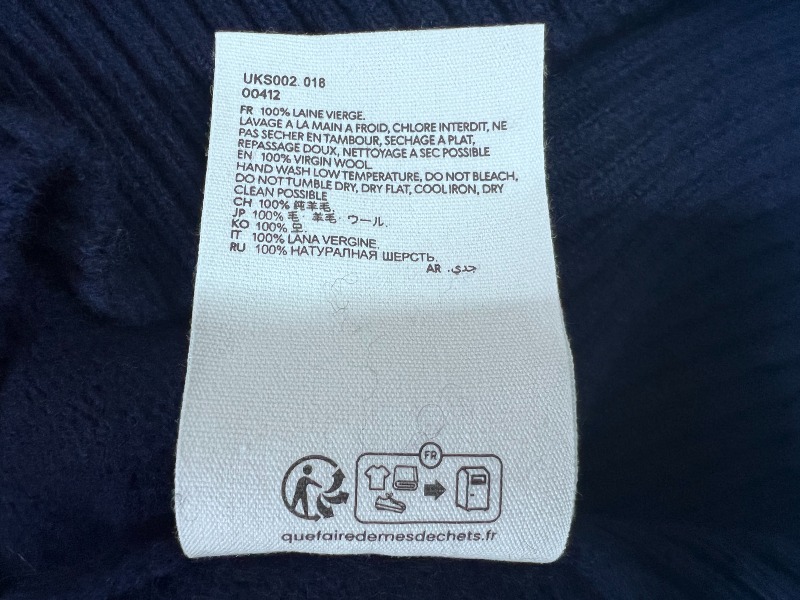 UKS002 018
00412
FR 100% LAINE VIERGE.
LAVAGE A LA MAIN A FROID, CHLORE INTERDIT, NE
PAS SECHER EN TAMBOUR, SECHAGE A PLAT,
REPASSAGE DOUX, NETTOYAGE A SEC POSSIBLE
EN 100% VIRGIN WOOL.
HAND WASH LOW TEMPERATURE, DO NOT BLEACH,
DO NOT TUMBLE DRY, DRY FLAT, COOL IRON, DRY
CLEAN POSSIBLE
CH 100% 純羊毛.
JP 100% 毛・羊毛・ウール.
KO 100% 모.
IT 100% LANA VERGINE.
RU 100% НАТУРАЛНАЯ ШЕРСТЬ.
AR .جدي
FR
quefairedemesdechets.fr